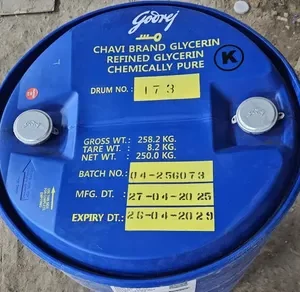 Godrej
CHAVI BRAND GLYCERIN
REFINED GLYCERIN
CHEMICALLY PURE
K
DRUM NO.: 173
GROSS WT.: 258.2 KG.
TARE WT.: 8.2 KG.
NET WT.: 250.0 KG.
BATCH NO.: 04-256073
MFG. DT.: 27-04-2025
EXPIRY DT.: 26-04-2029